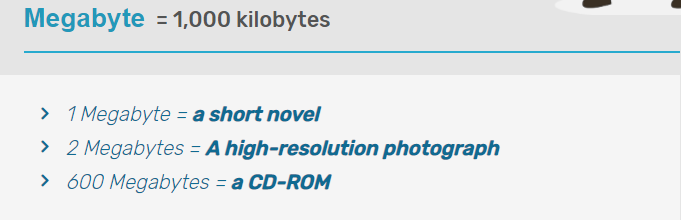 Megabyte = 1,000 kilobytes
1 Megabyte = a short novel
2 Megabytes = A high-resolution photograph
600 Megabytes = a CD-ROM